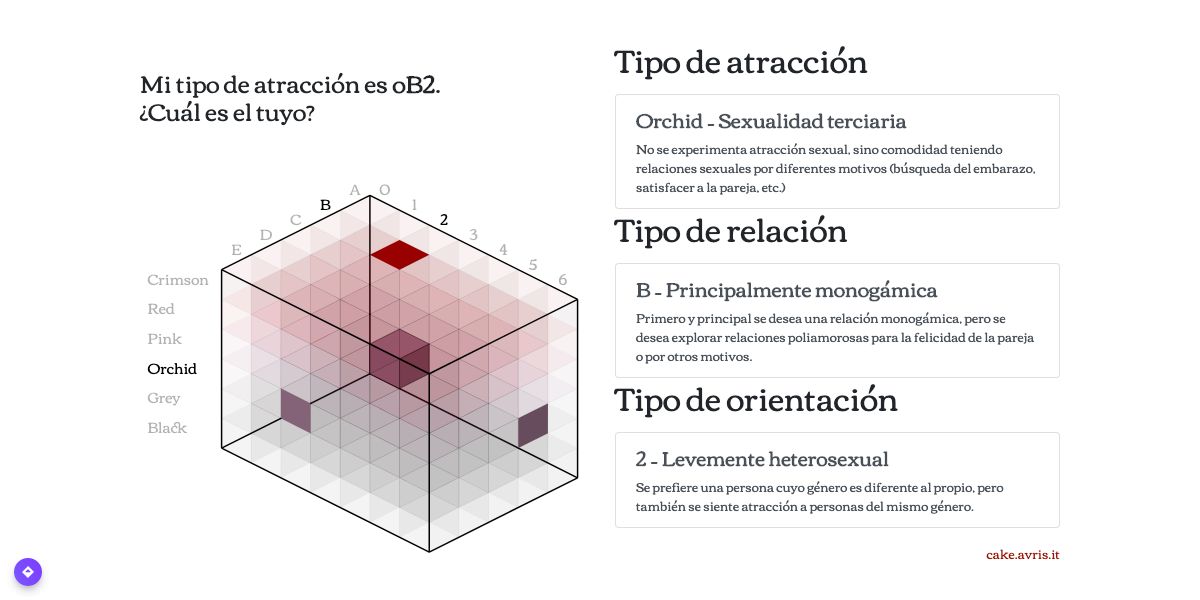 Mi tipo de atracción es oB2.
¿Cuál es el tuyo?
A 0
B 1
C 2
D 3
E 4
5
6
Crimson
Red
Pink
Orchid
Grey
Black
Tipo de atracción
Orchid - Sexualidad terciaria
No se experimenta atracción sexual, sino comodidad teniendo
relaciones sexuales por diferentes motivos (búsqueda del embarazo,
satisfacer a la pareja, etc.)
Tipo de relación
B - Principalmente monogámica
Primero y principal se desea una relación monogámica, pero se
desea explorar relaciones poliamorosas para la felicidad de la pareja
o por otros motivos.
Tipo de orientación
2 - Levemente heterosexual
Se prefiere una persona cuyo género es diferente al propio, pero
también se siente atracción a personas del mismo género.
cake.avris.it